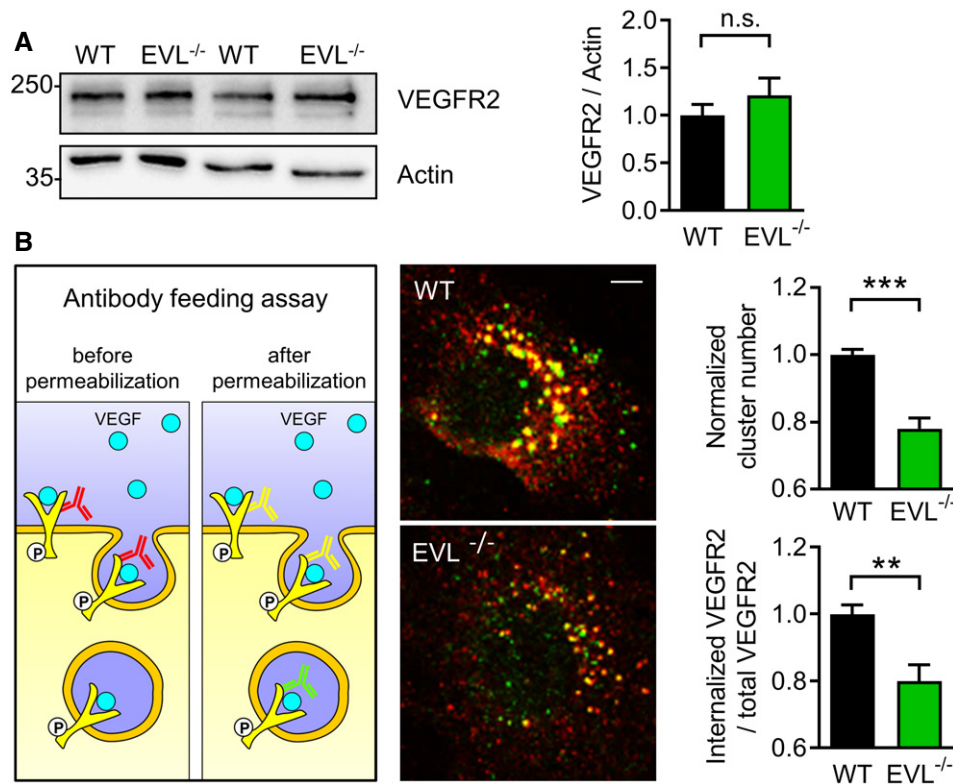 A
WT EVL-/- WT EVL-/-
250
VEGFR2
35
Actin
VEGFR2 / Actin
2.0
1.5
1.0
0.5
0.0
n.s.
WT EVL-/-
B
Antibody feeding assay
before permeabilization
after permeabilization
VEGF
VEGF
P
P
P
P
P
P
WT
EVL -/-
Normalized
cluster number
1.2
1.0
0.8
0.6
***
WT EVL-/-
Internalized VEGFR2
/ total VEGFR2
1.2
1.0
0.8
0.6
**
WT EVL-/-